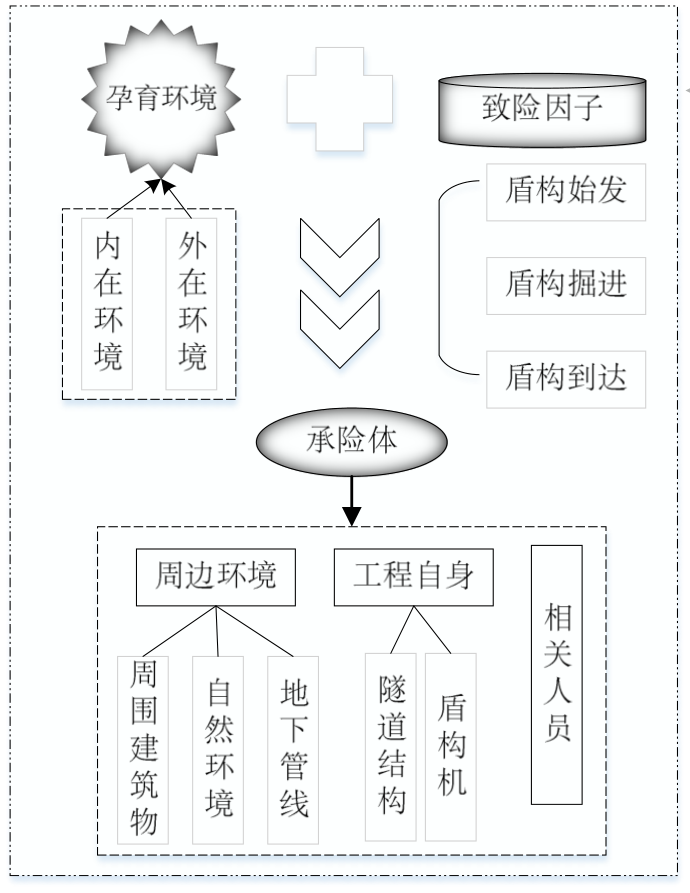 孕育环境
致险因子
内在环境
外在环境
盾构始发
盾构掘进
盾构到达
承险体
周边环境
工程自身
相关人员
周围建筑物
自然环境
地下管线
隧道结构
盾构机